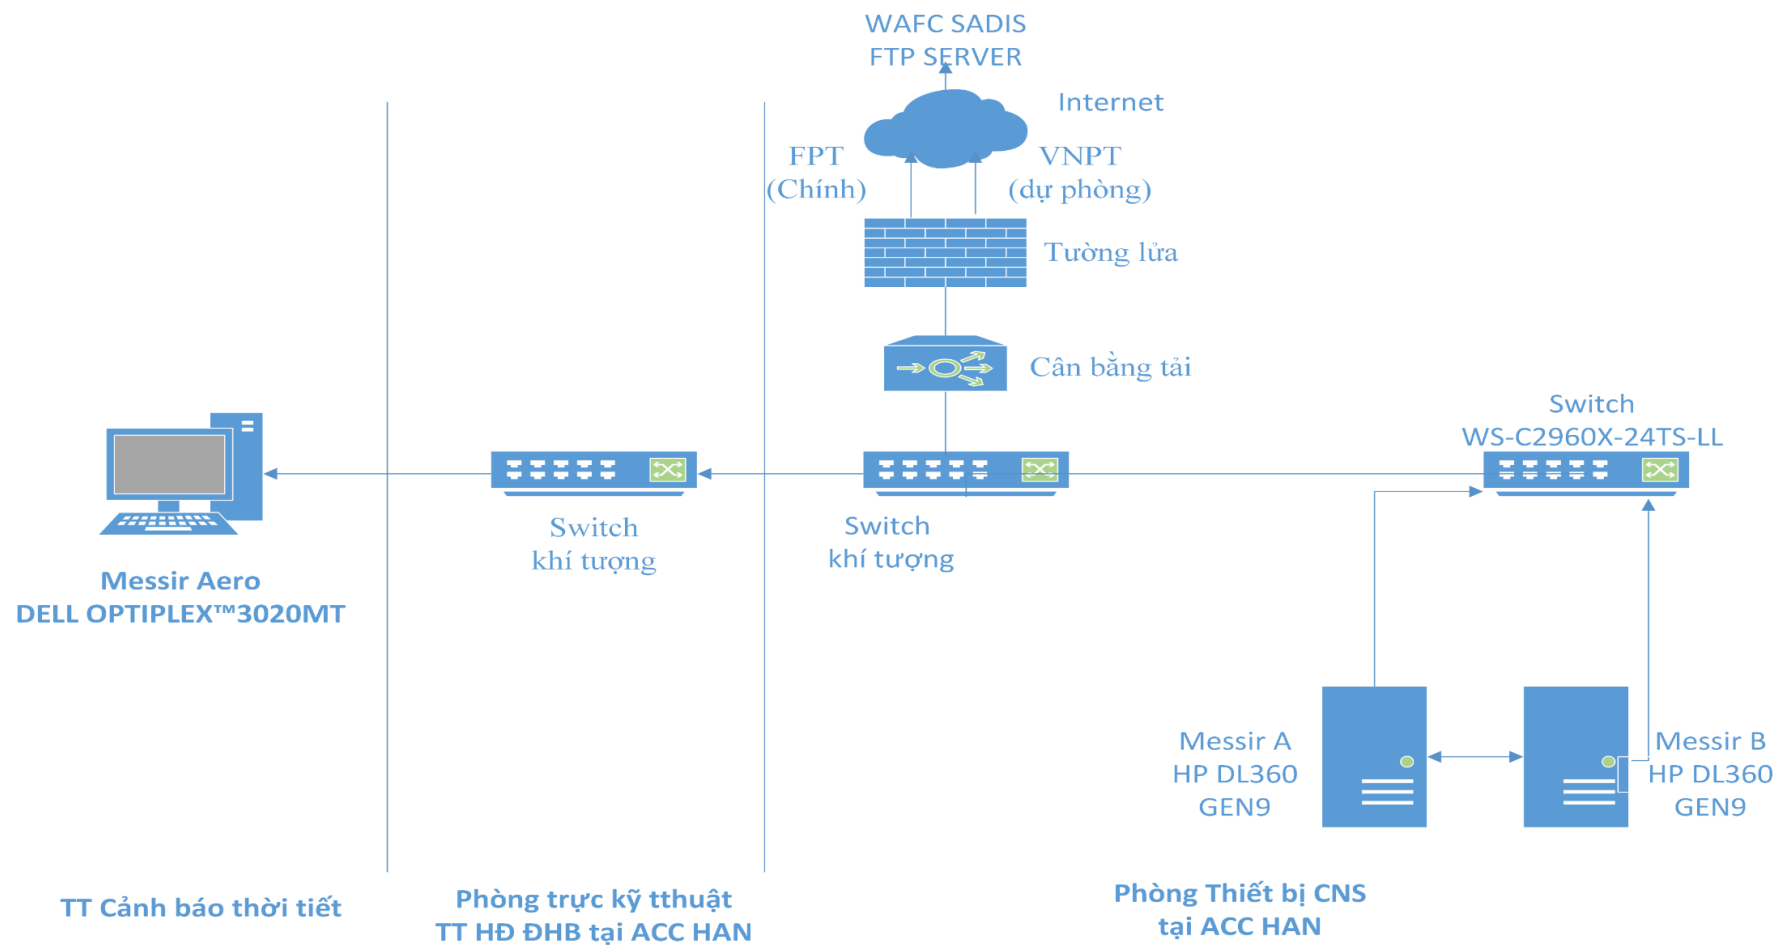 WAFC SADIS
FTP SERVER
Internet
FPT
(Chính)
VNPT
(dự phòng)
Tường lửa
Cân bằng tải
Switch
WS-C2960X-24TS-LL
Switch
khí tượng
Switch
khí tượng
Messir Aero
DELL OPTIPLEX™3020MT
Messir A
HP DL360
GEN9
Messir B
HP DL360
GEN9
TT Cảnh báo thời tiết
Phòng trực kỹ tthuật
TT HĐ ĐHB tại ACC HAN
Phòng Thiết bị CNS
tại ACC HAN